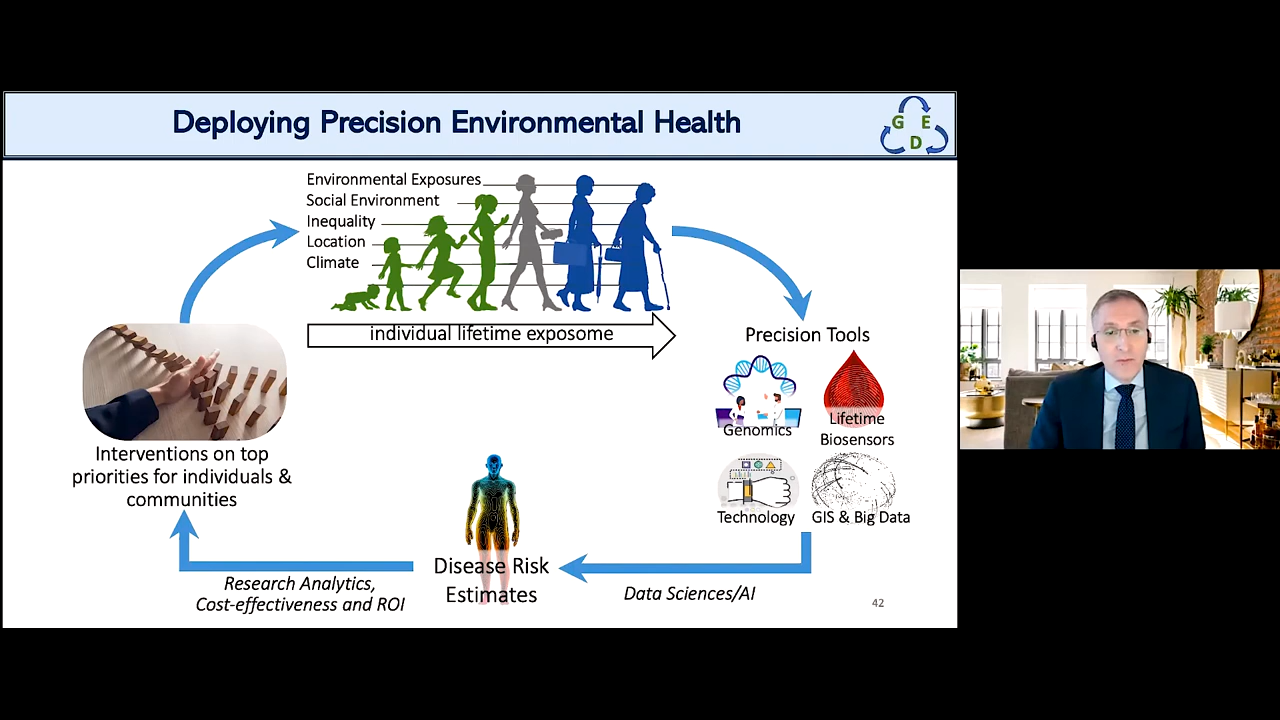 Deploying Precision Environmental Health
G E
D
Environmental Exposures
Social Environment
Inequality
Location
Climate
individual lifetime exposome
Precision Tools
Genomics
Lifetime
Biosensors
Technology
GIS & Big Data
Interventions on top
priorities for individuals &
communities
Disease Risk
Estimates
Research Analytics,
Cost-effectiveness and ROI
Data Sciences/AI
42